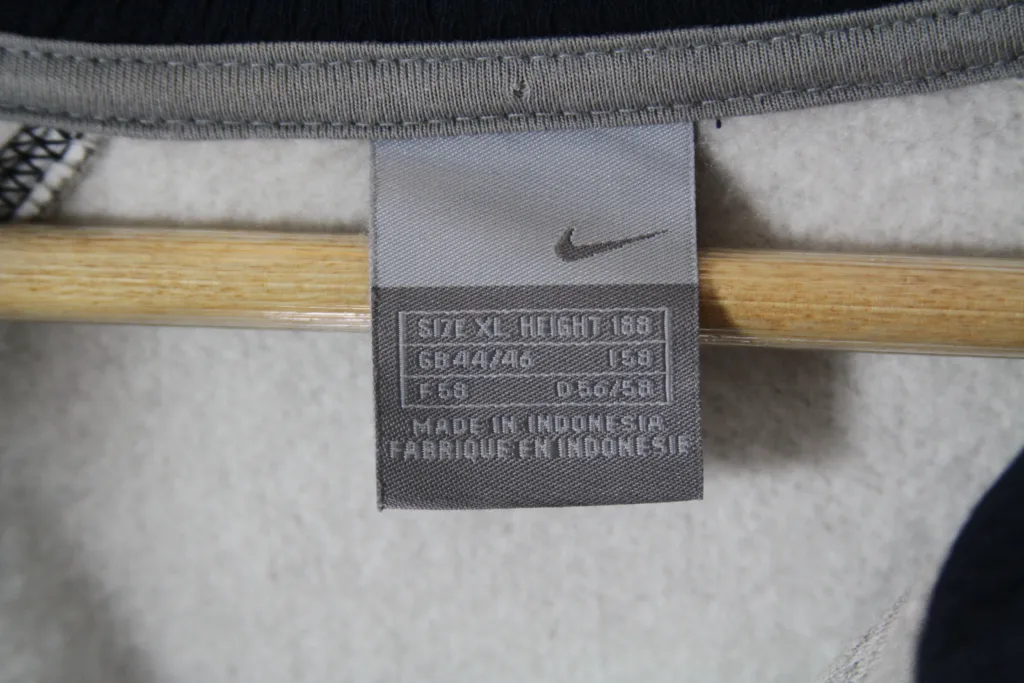 SIZE XL HEIGHT 188
GB 44/46 I 58
F 58 D 56/58
MADE IN INDONESIA
FABRIQUE EN INDONESIE